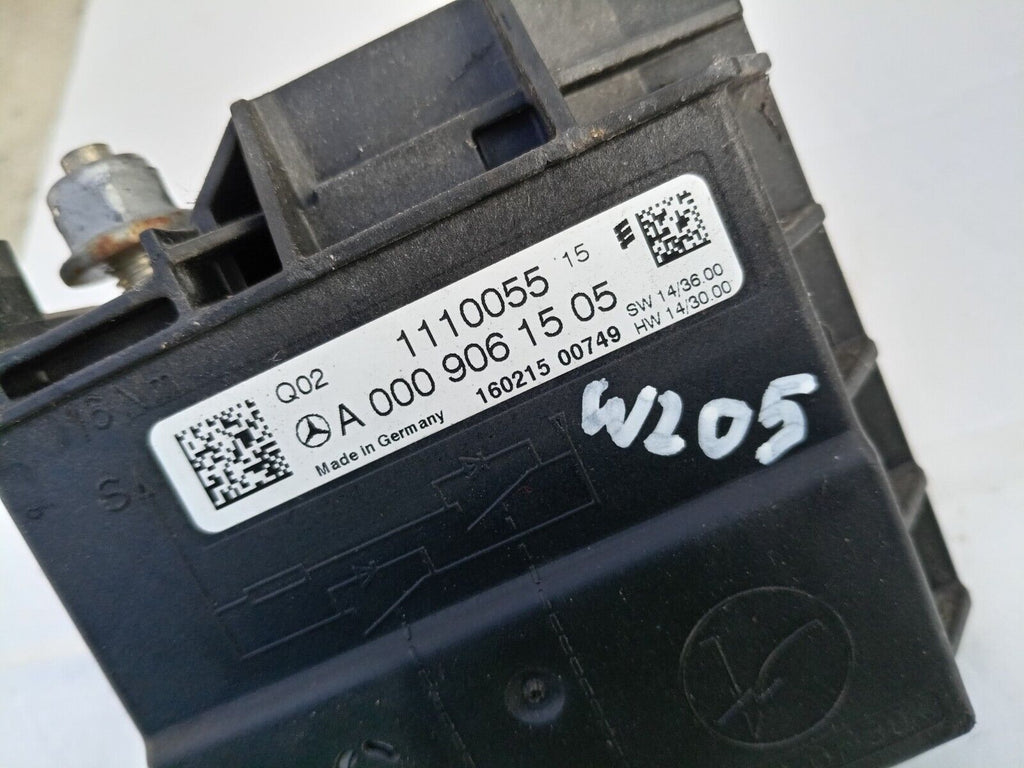 1110055 15
Q02
A 000 906 15 05
SW 14/36.00
HW 14/30.00
Made in Germany
160215 00749
W205